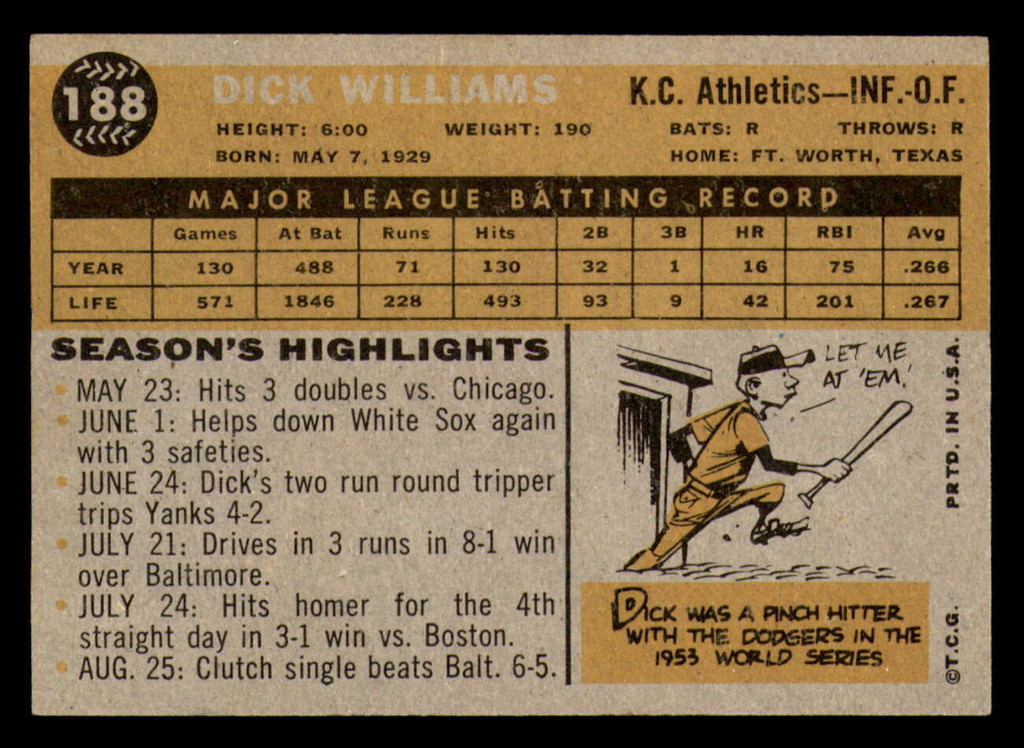 188
DICK WILLIAMS
K.C. Athletics—INF.-O.F.
HEIGHT: 6:00 WEIGHT: 190 BATS: R THROWS: R
BORN: MAY 7, 1929 HOME: FT. WORTH, TEXAS
MAJOR LEAGUE BATTING RECORD
Games At Bat Runs Hits 2B 3B HR RBI Avg
YEAR 130 488 71 130 32 1 16 75 .266
LIFE 571 1846 228 493 93 9 42 201 .267
SEASON'S HIGHLIGHTS
• MAY 23: Hits 3 doubles vs. Chicago.
• JUNE 1: Helps down White Sox again
with 3 safeties.
• JUNE 24: Dick's two run round tripper
trips Yanks 4-2.
• JULY 21: Drives in 3 runs in 8-1 win
over Baltimore.
• JULY 24: Hits homer for the 4th
straight day in 3-1 win vs. Boston.
• AUG. 25: Clutch single beats Balt. 6-5.
LET ME
AT 'EM!
DICK WAS A PINCH HITTER
WITH THE DODGERS IN THE
1953 WORLD SERIES
©T.C.G. PRTD. IN U.S.A.